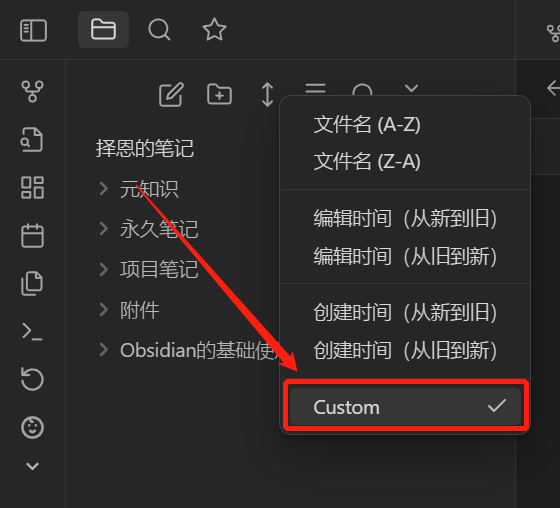 择恩的笔记
元知识
永久笔记
项目笔记
附件
Obsidian的基础使
文件名 (A-Z)
文件名 (Z-A)
编辑时间（从新到旧）
编辑时间（从旧到新）
创建时间（从新到旧）
创建时间（从旧到新）
Custom